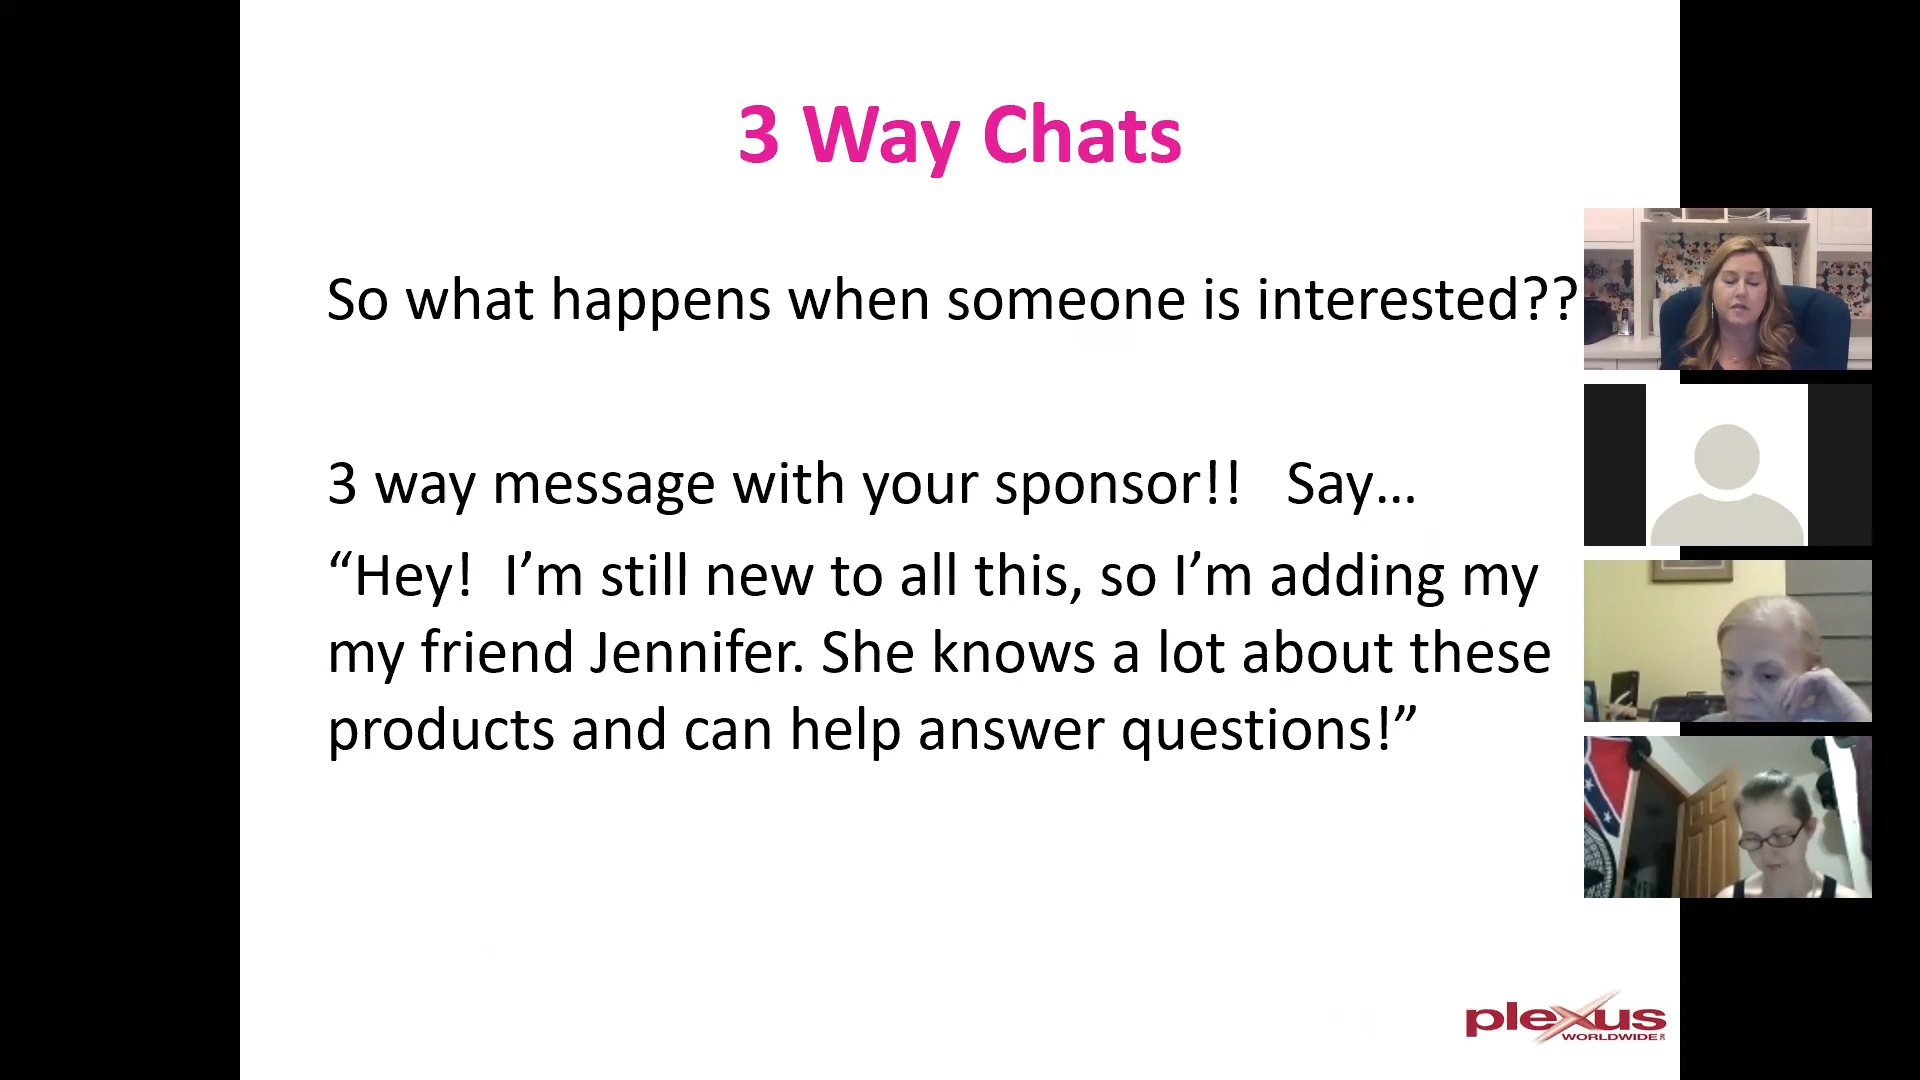 3 Way Chats
So what happens when someone is interested??
3 way message with your sponsor!!   Say…
“Hey!  I’m still new to all this, so I’m adding my
my friend Jennifer. She knows a lot about these
products and can help answer questions!”
plexus
WORLDWIDE